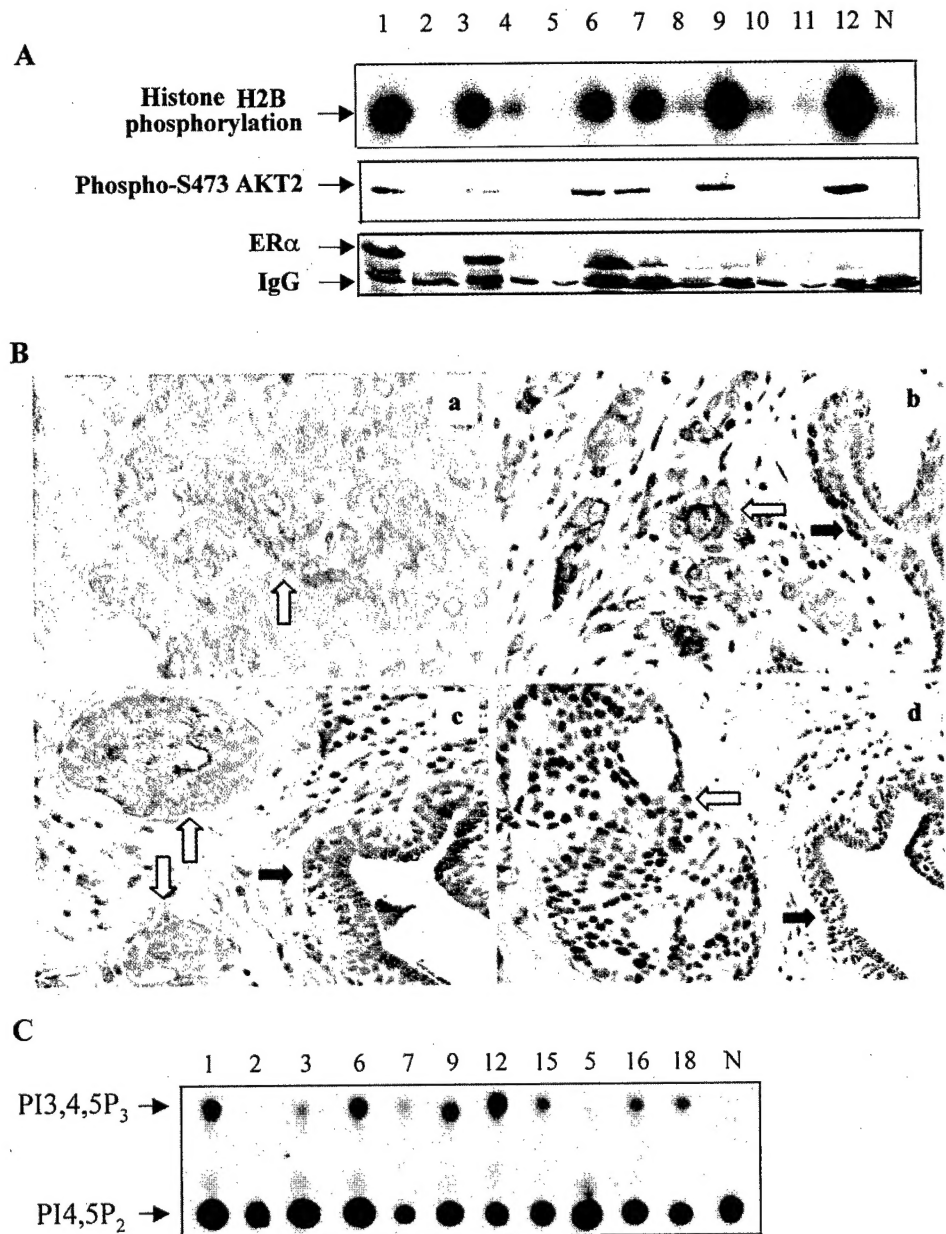 1 2 3 4 5 6 7 8 9 10 11 12 N
A
Histone H2B
phosphorylation
Phospho-S473 AKT2
ERα
IgG
B
a
b
c
d
C
1 2 3 6 7 9 12 15 5 16 18 N
PI3,4,5P₃
PI4,5P₂